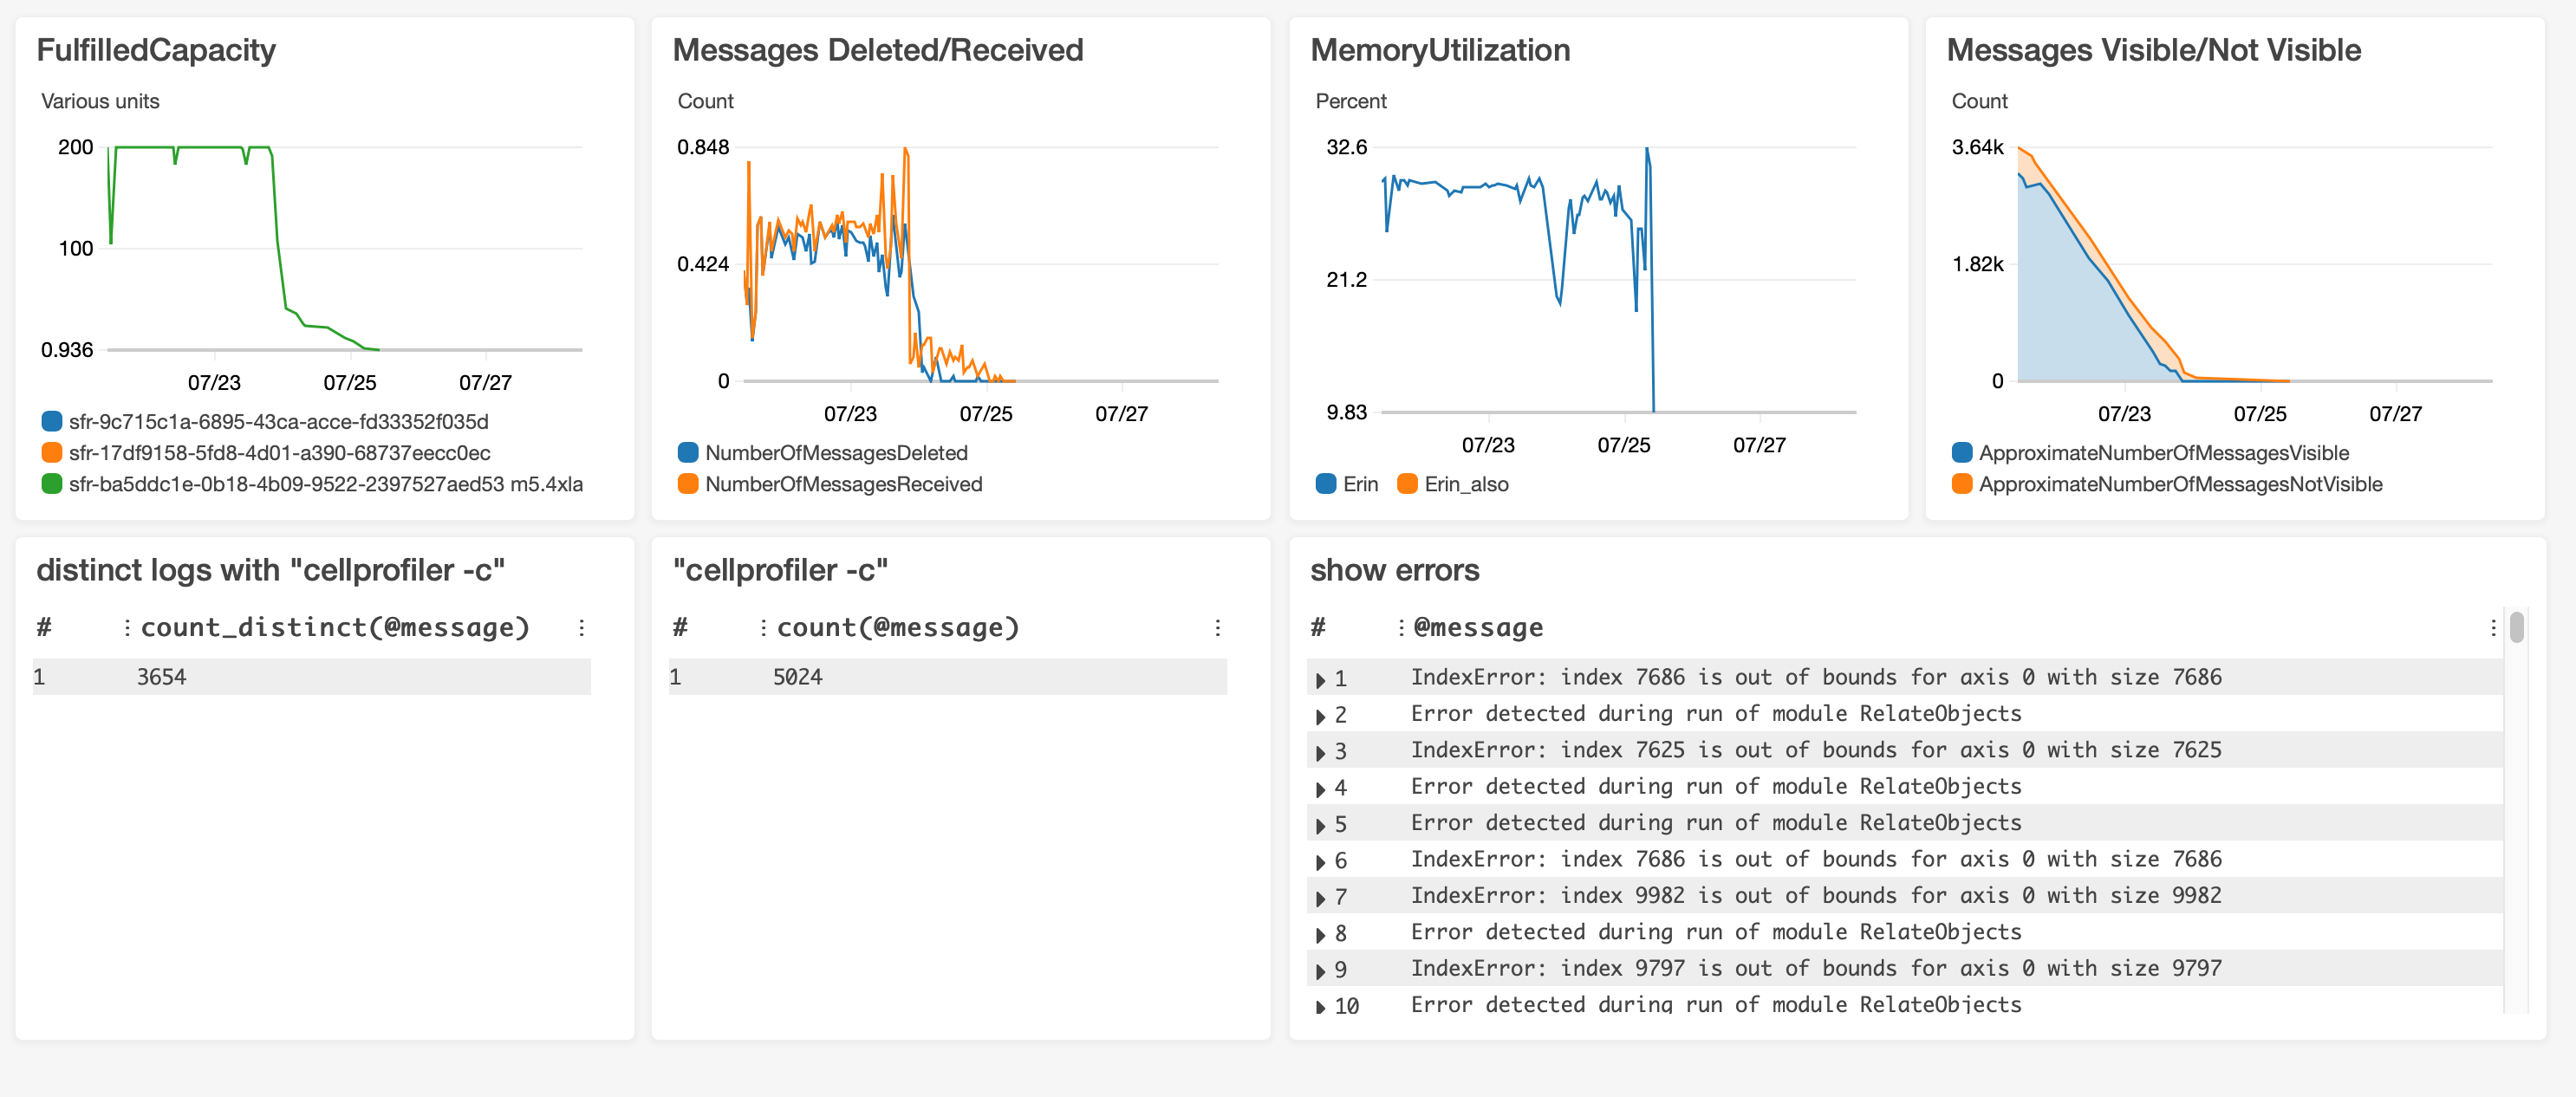 FulfilledCapacity
Various units
200
100
0.936
07/23 07/25 07/27
sfr-9c715c1a-6895-43ca-acce-fd33352f035d
sfr-17df9158-5fd8-4d01-a390-68737eecc0ec
sfr-ba5ddc1e-0b18-4b09-9522-2397527aed53 m5.4xla
Messages Deleted/Received
Count
0.848
0.424
0
07/23 07/25 07/27
NumberOfMessagesDeleted
NumberOfMessagesReceived
MemoryUtilization
Percent
32.6
21.2
9.83
07/23 07/25 07/27
Erin Erin_also
Messages Visible/Not Visible
Count
3.64k
1.82k
0
07/23 07/25 07/27
ApproximateNumberOfMessagesVisible
ApproximateNumberOfMessagesNotVisible
distinct logs with "cellprofiler -c"
# count_distinct(@message)
1 3654
"cellprofiler -c"
# count(@message)
1 5024
show errors
# @message
1 IndexError: index 7686 is out of bounds for axis 0 with size 7686
2 Error detected during run of module RelateObjects
3 IndexError: index 7625 is out of bounds for axis 0 with size 7625
4 Error detected during run of module RelateObjects
5 Error detected during run of module RelateObjects
6 IndexError: index 7686 is out of bounds for axis 0 with size 7686
7 IndexError: index 9982 is out of bounds for axis 0 with size 9982
8 Error detected during run of module RelateObjects
9 IndexError: index 9797 is out of bounds for axis 0 with size 9797
10 Error detected during run of module RelateObjects